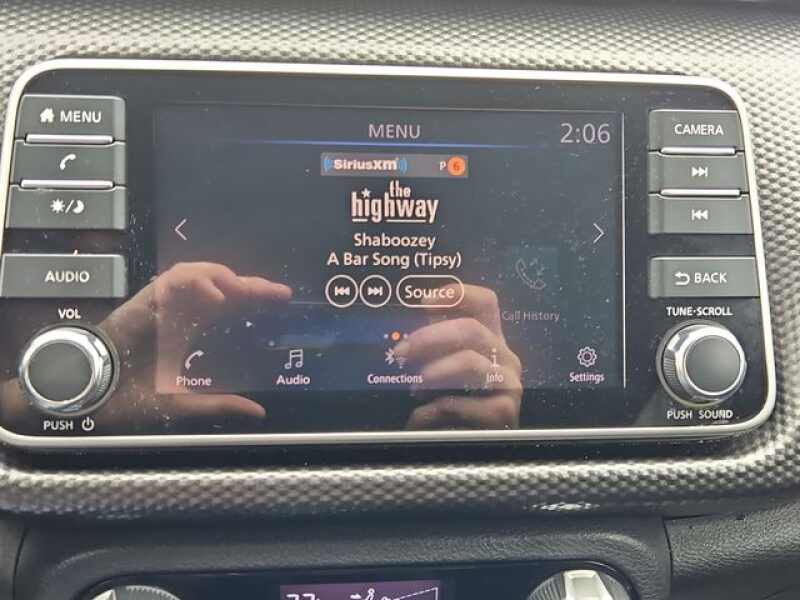 MENU
MENU
2:06
CAMERA
SiriusXM P 6
the
highway
Shaboozey
A Bar Song (Tipsy)
Source
AUDIO
BACK
Call History
VOL
TUNE·SCROLL
Phone
Audio
Connections
Info
Settings
PUSH
PUSH SOUND